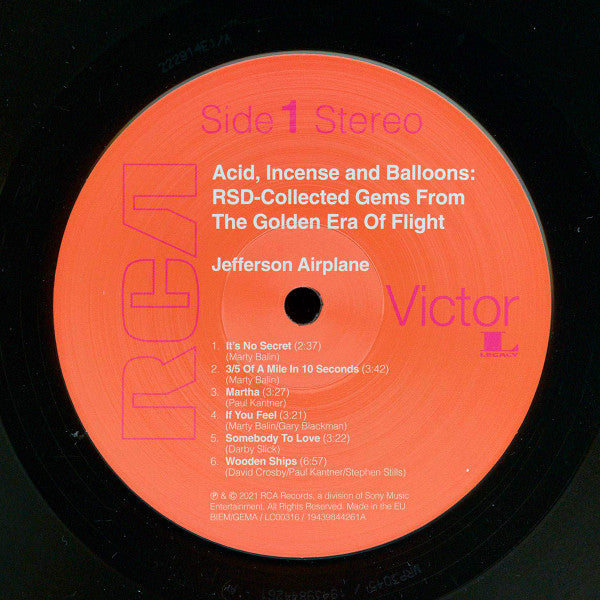 Side 1 Stereo
RCA
Acid, Incense and Balloons:
RSD-Collected Gems From
The Golden Era Of Flight
Jefferson Airplane
Victor
L
LEGACY
1. It's No Secret (2:37)
(Marty Balin)
2. 3/5 Of A Mile In 10 Seconds (3:42)
(Marty Balin)
3. Martha (3:27)
(Paul Kantner)
4. If You Feel (3:21)
(Marty Balin/Gary Blackman)
5. Somebody To Love (3:22)
(Darby Slick)
6. Wooden Ships (6:57)
(David Crosby/Paul Kantner/Stephen Stills)
℗ & © 2021 RCA Records, a division of Sony Music
Entertainment. All Rights Reserved. Made in the EU
BIEM/GEMA / LC00316 / 19439844261A